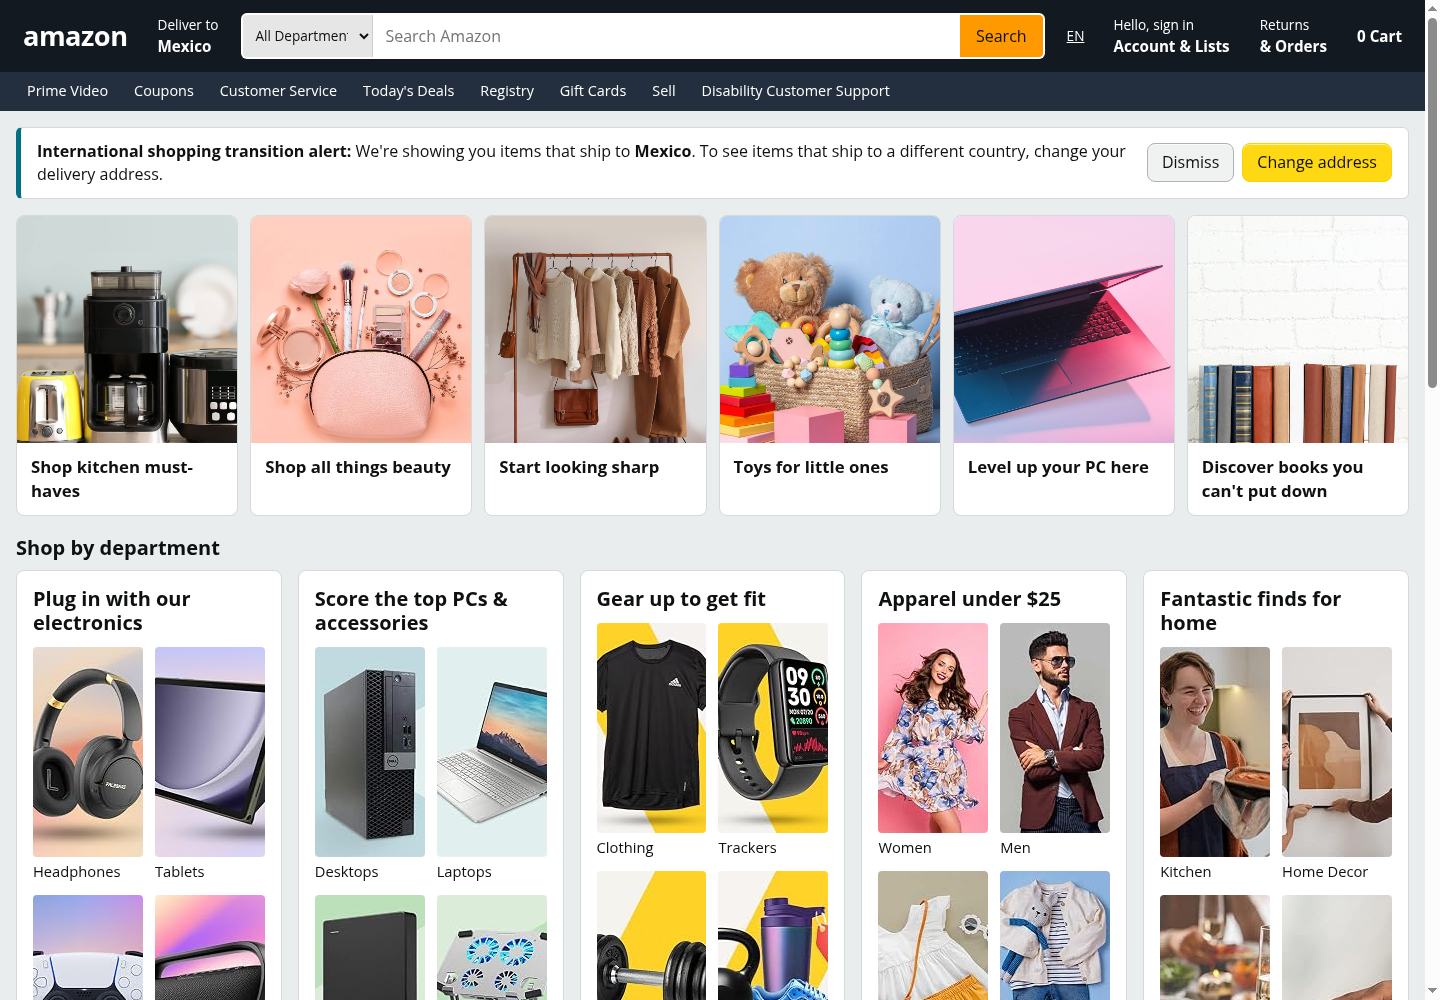 amazon
Deliver to
Mexico
All Departmen
Search Amazon
Search
EN
Hello, sign in
Account & Lists
Returns
& Orders
0 Cart
Prime Video
Coupons
Customer Service
Today's Deals
Registry
Gift Cards
Sell
Disability Customer Support
International shopping transition alert: We're showing you items that ship to Mexico. To see items that ship to a different country, change your
delivery address.
Dismiss
Change address
Shop kitchen must-
haves
Shop all things beauty
Start looking sharp
Toys for little ones
Level up your PC here
Discover books you
can't put down
Shop by department
Plug in with our
electronics
Headphones
Tablets
Score the top PCs &
accessories
DELL
Desktops
Laptops
Gear up to get fit
adidas
09
30
Clothing
Trackers
Apparel under $25
Women
Men
Fantastic finds for
home
Kitchen
Home Decor